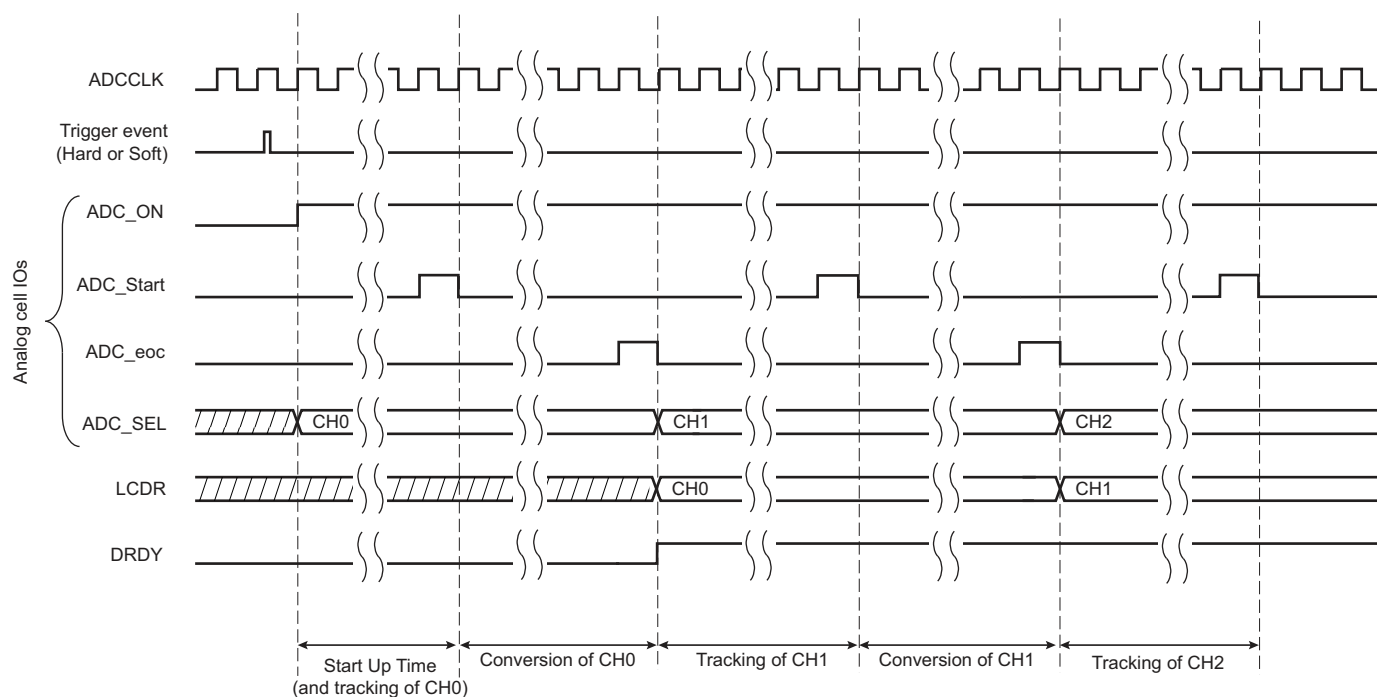 ADCCLK
Trigger event
(Hard or Soft)
Analog cell IOs
ADC_ON
ADC_Start
ADC_eoc
ADC_SEL
CH0
CH1
CH2
LCDR
CH0
CH1
DRDY
Start Up Time
(and tracking of CH0)
Conversion of CH0
Tracking of CH1
Conversion of CH1
Tracking of CH2